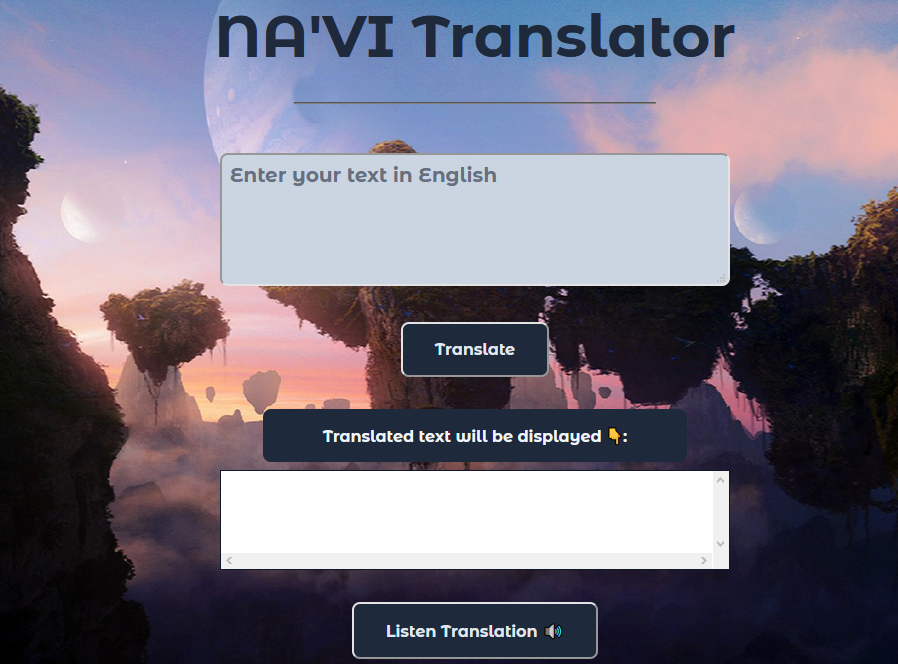 NA'VI Translator
Enter your text in English
Translate
Translated text will be displayed 👇:
Listen Translation 🔊